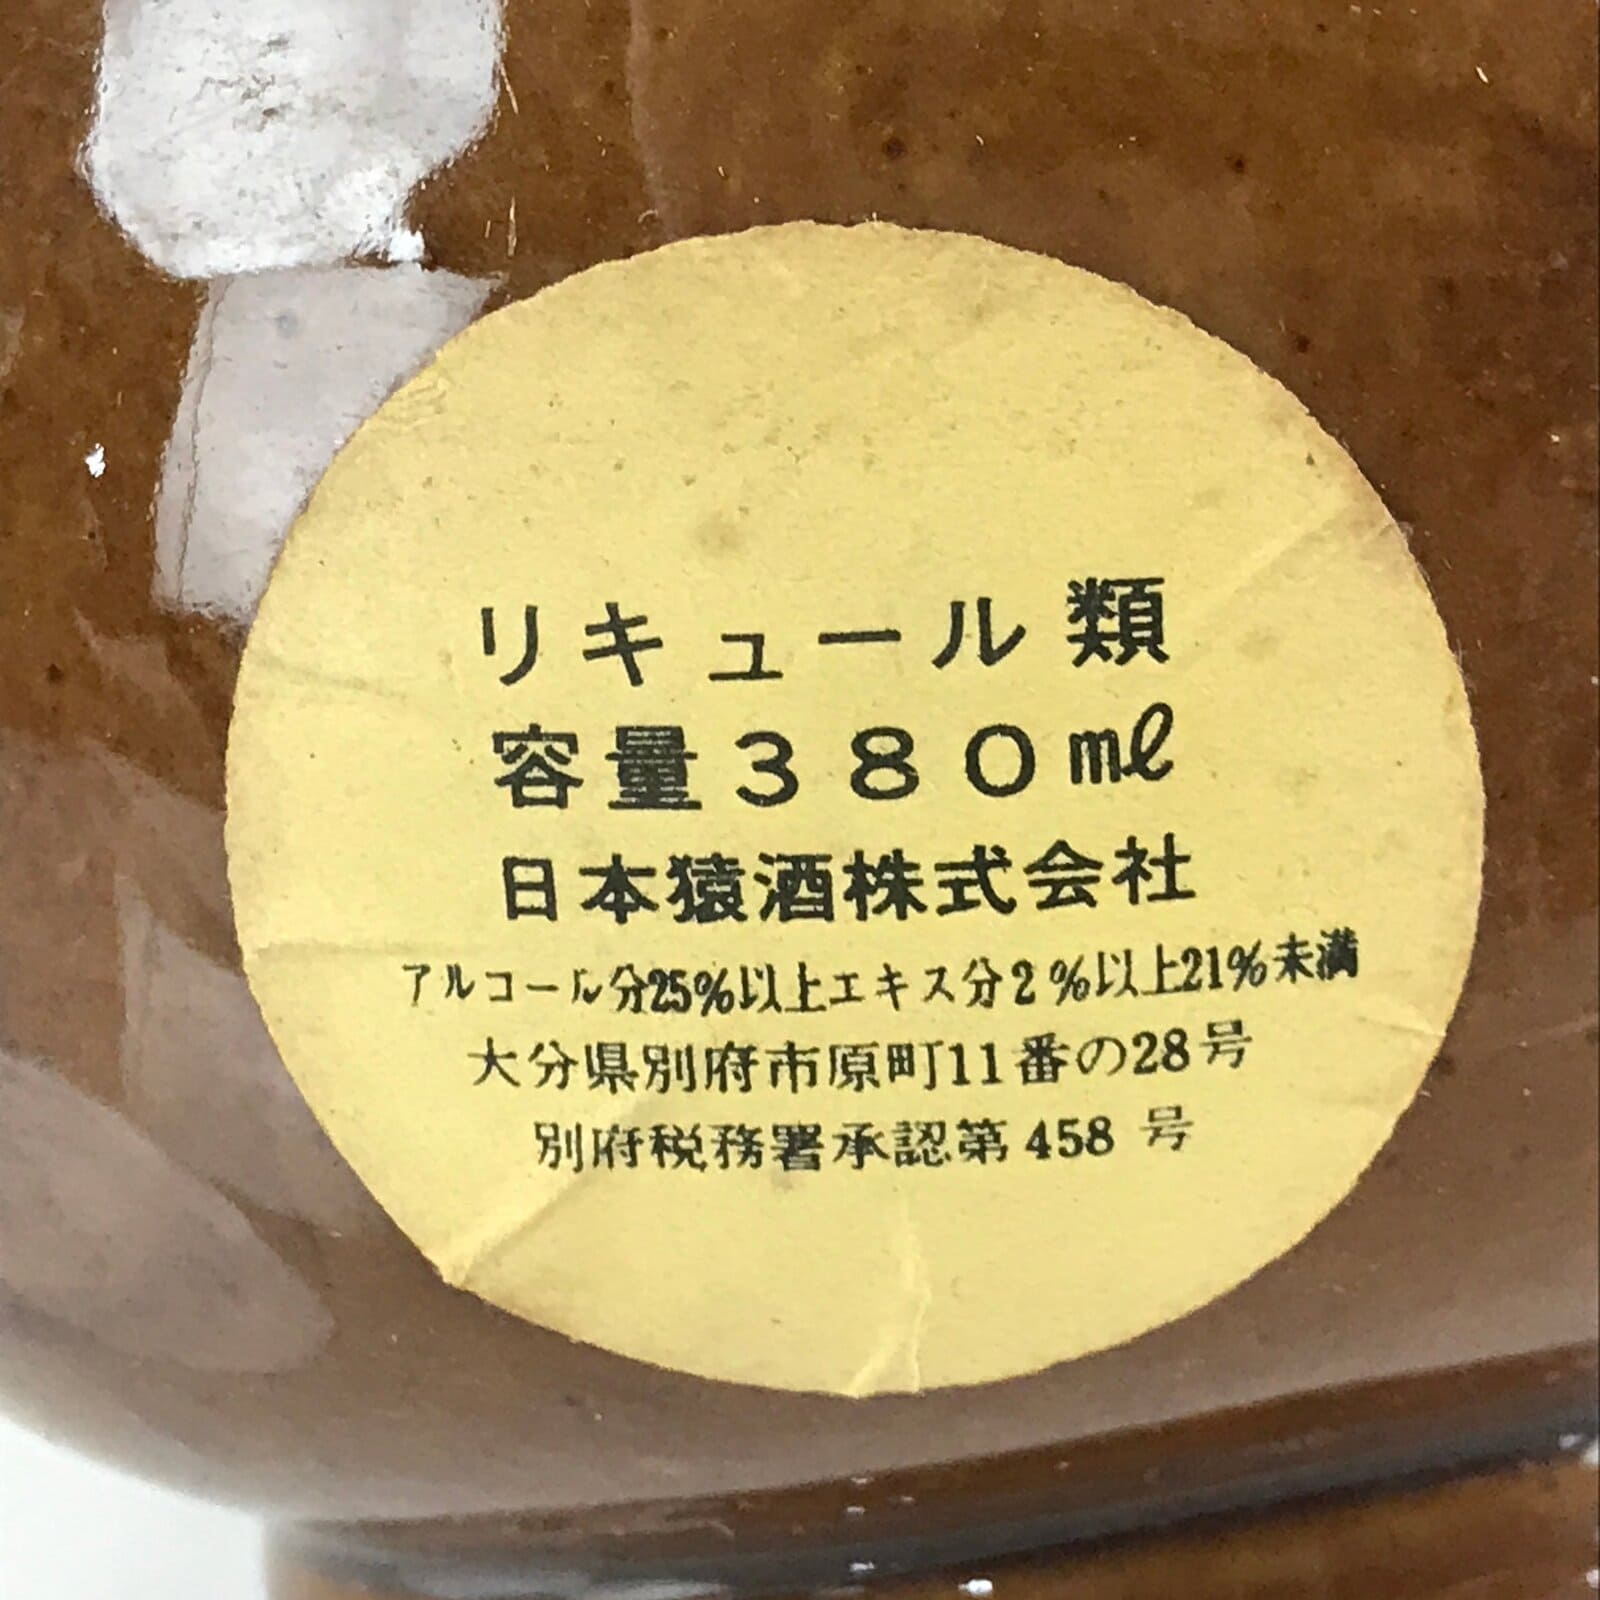 リキュール類
容量380ml
日本猿酒株式会社
アルコール分25%以上エキス分2%以上21%未満
大分県別府市原町11番の28号
別府税務署承認第458号